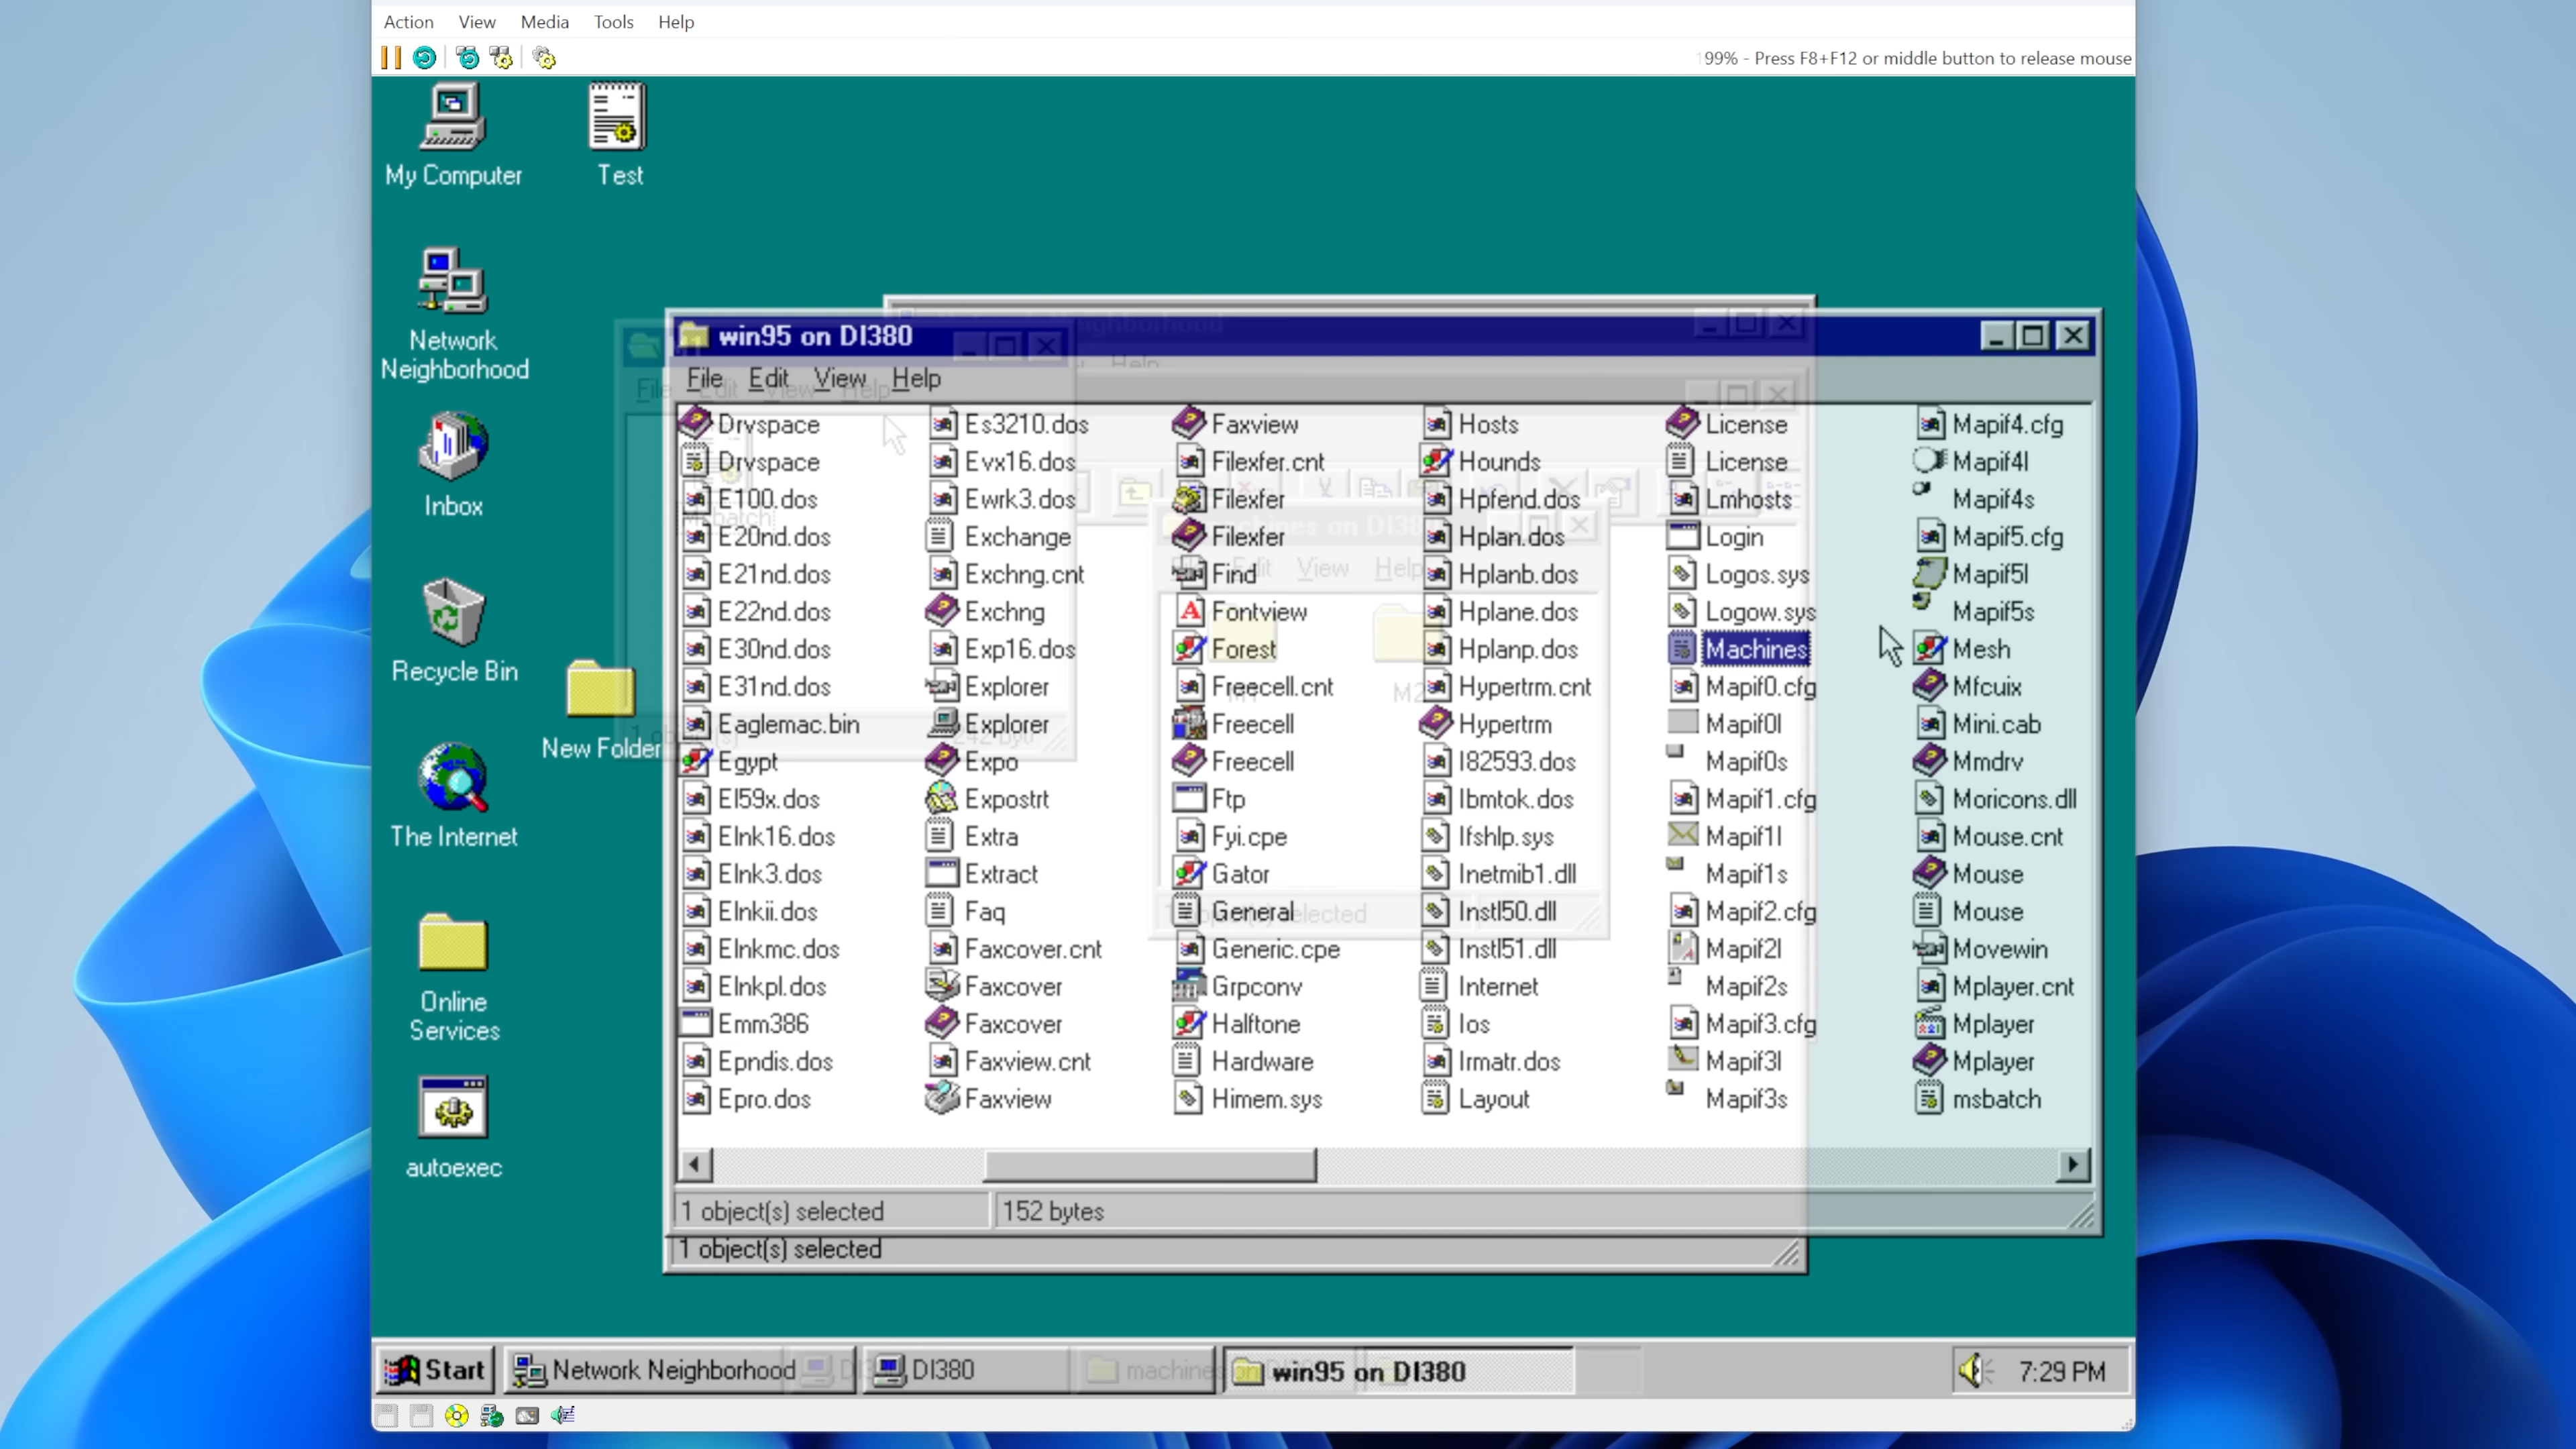 Action View Media Tools Help
199% - Press F8+F12 or middle button to release mouse
My Computer
Test
Network
Neighborhood
Inbox
Recycle Bin
New Folder
The Internet
Online
Services
autoexec
win95 on DI380
File Edit View Help
Drvspace
Drvspace
E100.dos
E20nd.dos
E21nd.dos
E22nd.dos
E30nd.dos
E31nd.dos
Eaglemac.bin
Egypt
El59x.dos
Elnk16.dos
Elnk3.dos
Elnkii.dos
Elnkmc.dos
Elnkpl.dos
Emm386
Epndis.dos
Epro.dos
Es3210.dos
Evx16.dos
Ewrk3.dos
Exchange
Exchng.cnt
Exchng
Exp16.dos
Explorer
Explorer
Expo
Expostrt
Extra
Extract
Faq
Faxcover.cnt
Faxcover
Faxcover
Faxview.cnt
Faxview
Faxview
Filexfer.cnt
Filexfer
Filexfer
Find
Fontview
Forest
Freecell.cnt
Freecell
Freecell
Ftp
Fyi.cpe
Gator
General
Generic.cpe
Grpconv
Halftone
Hardware
Himem.sys
Hosts
Hounds
Hpfend.dos
Hplan.dos
Hplanb.dos
Hplane.dos
Hplanp.dos
Hypertrm.cnt
Hypertrm
I82593.dos
Ibmtok.dos
Ifshlp.sys
Inetmib1.dll
Instl50.dll
Instl51.dll
Internet
Ios
Irmatr.dos
Layout
License
License
Lmhosts
Login
Logos.sys
Logow.sys
Machines
Mapif0.cfg
Mapif0l
Mapif0s
Mapif1.cfg
Mapif1l
Mapif1s
Mapif2.cfg
Mapif2l
Mapif2s
Mapif3.cfg
Mapif3l
Mapif3s
Mapif4.cfg
Mapif4l
Mapif4s
Mapif5.cfg
Mapif5l
Mapif5s
Mesh
Mfcuix
Mini.cab
Mmdrv
Moricons.dll
Mouse.cnt
Mouse
Mouse
Movewin
Mplayer.cnt
Mplayer
Mplayer
msbatch
1 object(s) selected 152 bytes
1 object(s) selected
Start Network Neighborhood DI380 win95 on DI380 7:29 PM